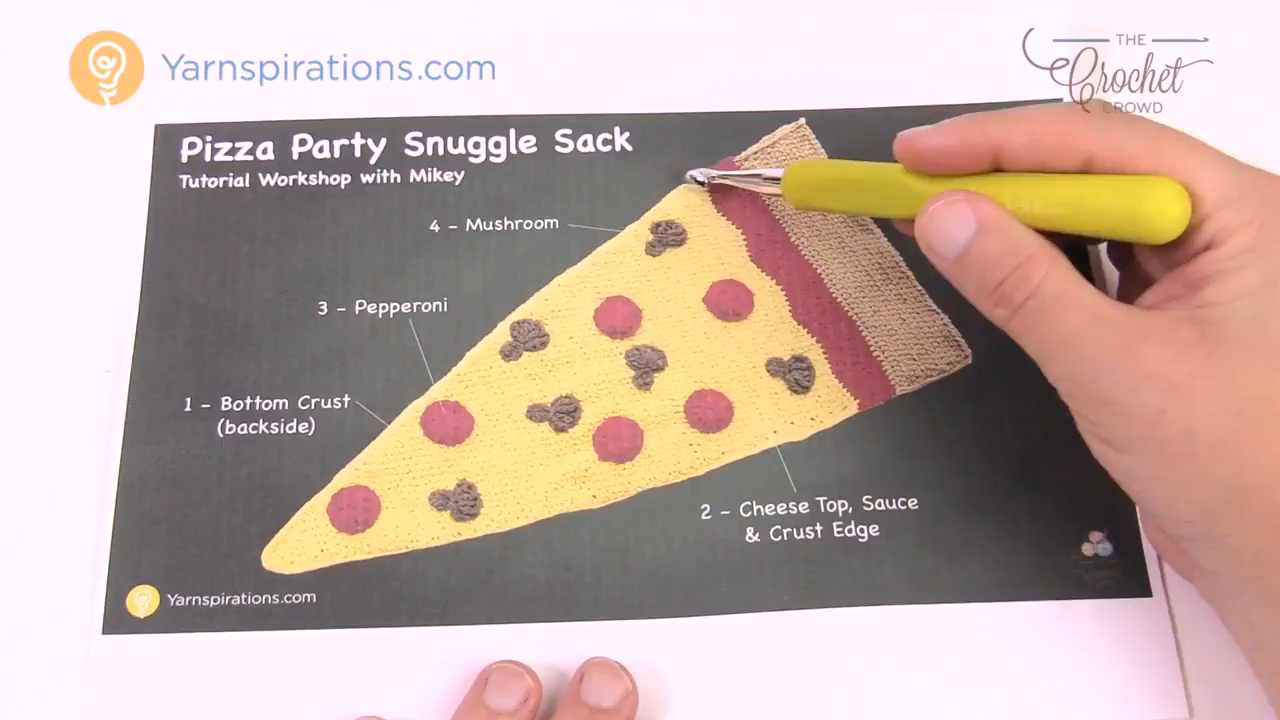 Yarnspirations.com
THE
Crochet
CROWD
Pizza Party Snuggle Sack
Tutorial Workshop with Mikey
4 - Mushroom
3 - Pepperoni
1 - Bottom Crust
(backside)
2 - Cheese Top, Sauce
& Crust Edge
Yarnspirations.com